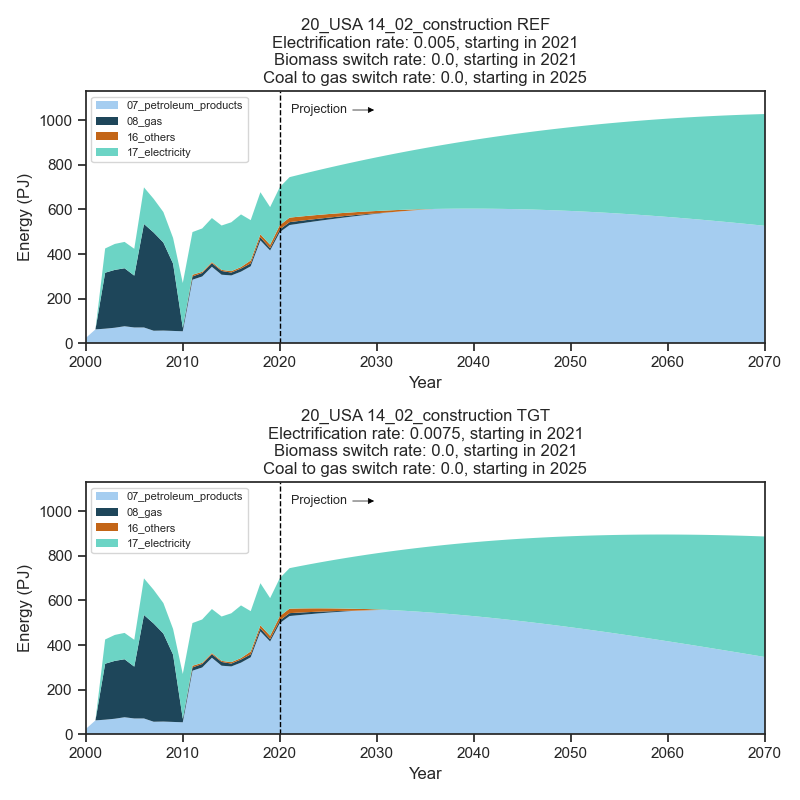 20_USA 14_02_construction REF
Electrification rate: 0.005, starting in 2021
Biomass switch rate: 0.0, starting in 2021
Coal to gas switch rate: 0.0, starting in 2025
07_petroleum_products
08_gas
16_others
17_electricity
Projection
1000
800
600
400
200
0
Energy (PJ)
2000 2010 2020 2030 2040 2050 2060 2070
Year
20_USA 14_02_construction TGT
Electrification rate: 0.0075, starting in 2021
Biomass switch rate: 0.0, starting in 2021
Coal to gas switch rate: 0.0, starting in 2025
07_petroleum_products
08_gas
16_others
17_electricity
Projection
1000
800
600
400
200
0
Energy (PJ)
2000 2010 2020 2030 2040 2050 2060 2070
Year